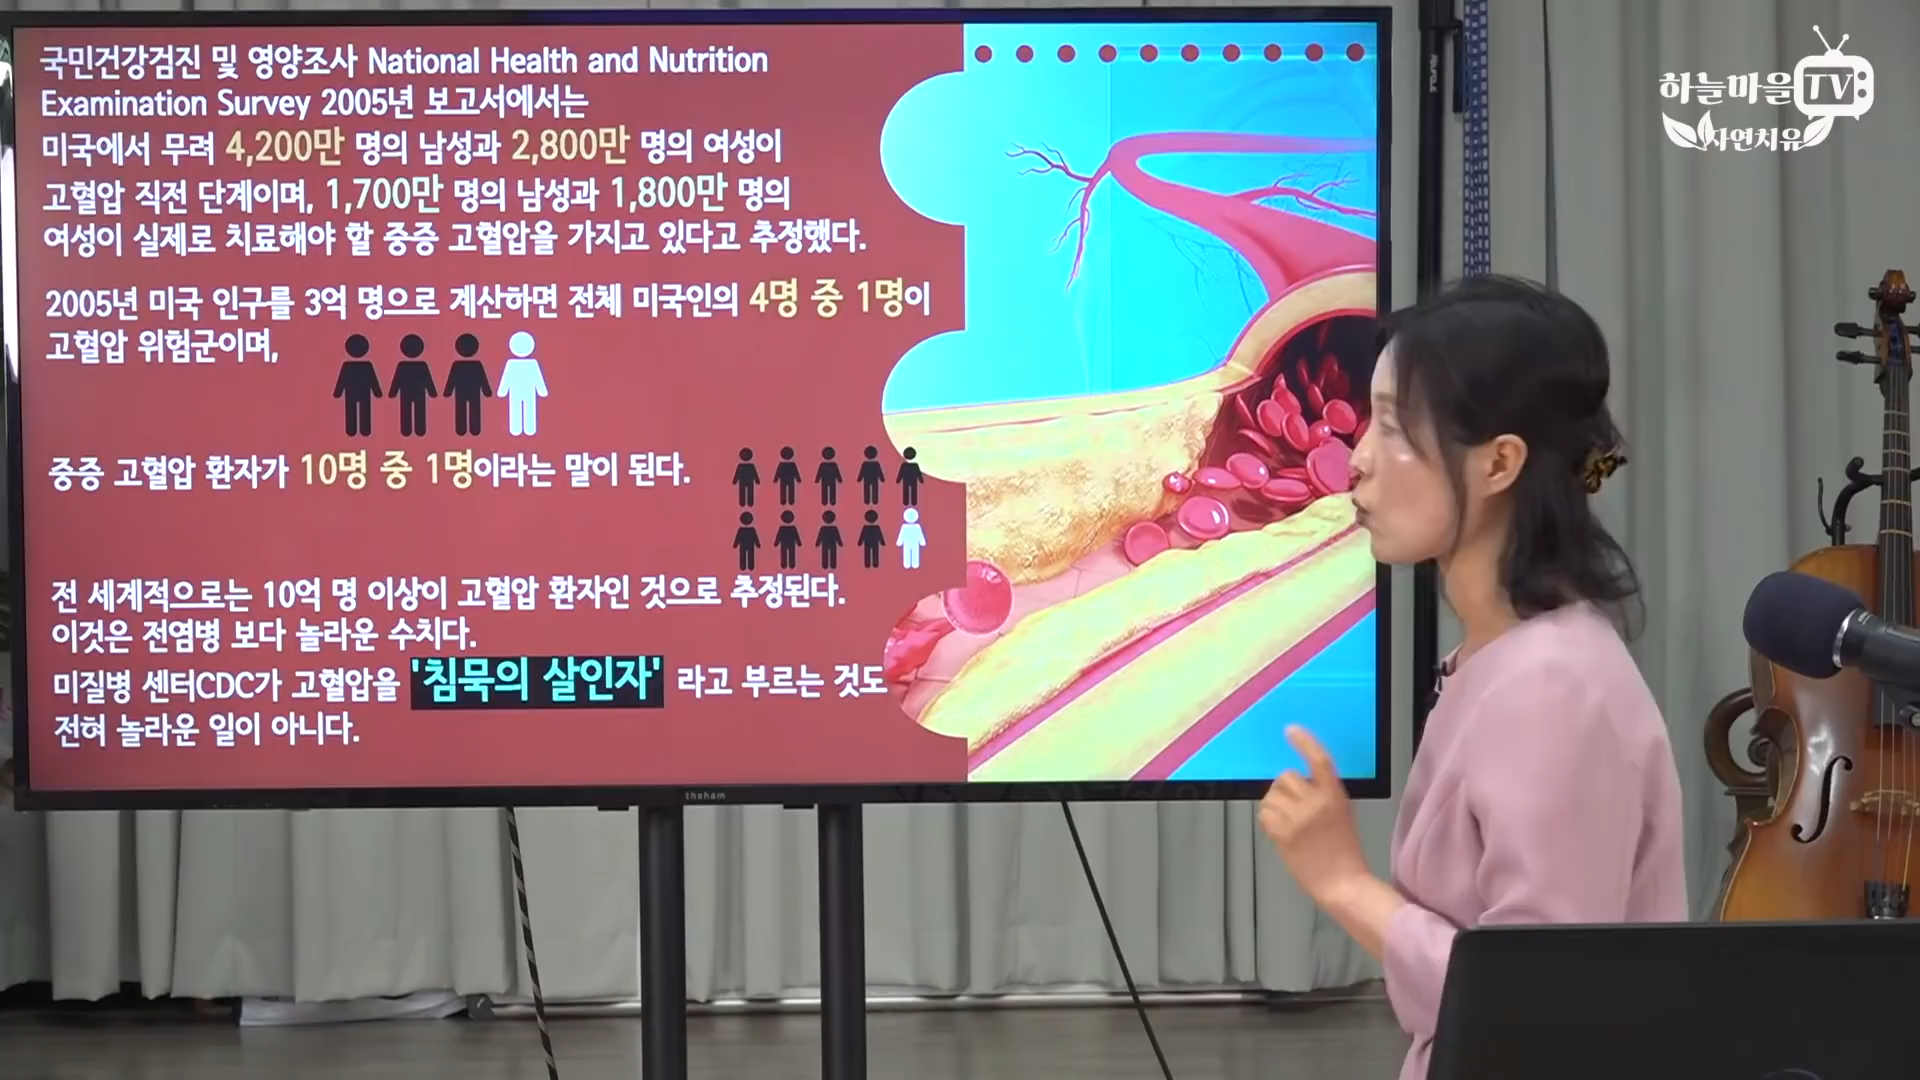 국민건강검진 및 영양조사 National Health and Nutrition
Examination Survey 2005년 보고서에서는
미국에서 무려 4,200만 명의 남성과 2,800만 명의 여성이
고혈압 직전 단계이며, 1,700만 명의 남성과 1,800만 명의
여성이 실제로 치료해야 할 중증 고혈압을 가지고 있다고 추정했다.
2005년 미국 인구를 3억 명으로 계산하면 전체 미국인의 4명 중 1명이
고혈압 위험군이며,
중증 고혈압 환자가 10명 중 1명이라는 말이 된다.
전 세계적으로는 10억 명 이상이 고혈압 환자인 것으로 추정된다.
이것은 전염병 보다 놀라운 수치다.
미질병 센터CDC가 고혈압을 '침묵의 살인자' 라고 부르는 것도
전혀 놀라운 일이 아니다.
theham
하늘마을 TV
자연치유